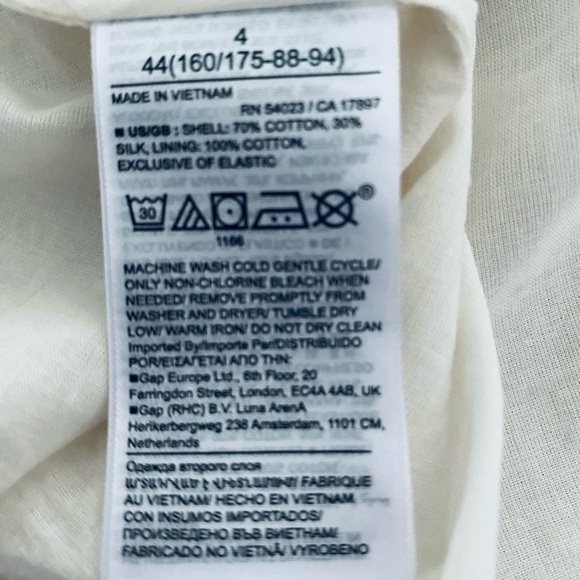 4
44(160/175-88-94)
MADE IN VIETNAM
RN 54023 / CA 17897
■ US/GB : SHELL: 70% COTTON, 30%
SILK, LINING: 100% COTTON,
EXCLUSIVE OF ELASTIC
30
®
1166
MACHINE WASH COLD GENTLE CYCLE/
ONLY NON-CHLORINE BLEACH WHEN
NEEDED/ REMOVE PROMPTLY FROM
WASHER AND DRYER/ TUMBLE DRY
LOW/ WARM IRON/ DO NOT DRY CLEAN
Imported By/Importe Par/DISTRIBUIDO
POR/ΕΙΣΑΓΕΤΑΙ ΑΠΟ ΤΗΝ:
■Gap Europe Ltd., 6th Floor, 20
Farringdon Street, London, EC4A 4AB, UK
■Gap (RHC) B.V. Luna ArenA
Herikerbergweg 238 Amsterdam, 1101 CM,
Netherlands
Одежда второго слоя
FABRIQUE
AU VIETNAM/ HECHO EN VIETNAM
CON INSUMOS IMPORTADOS/
ПРОИЗВЕДЕНО ВЪВ ВИЕТНАМ/
FABRICADO NO VIETNÃ/ VYROBENO